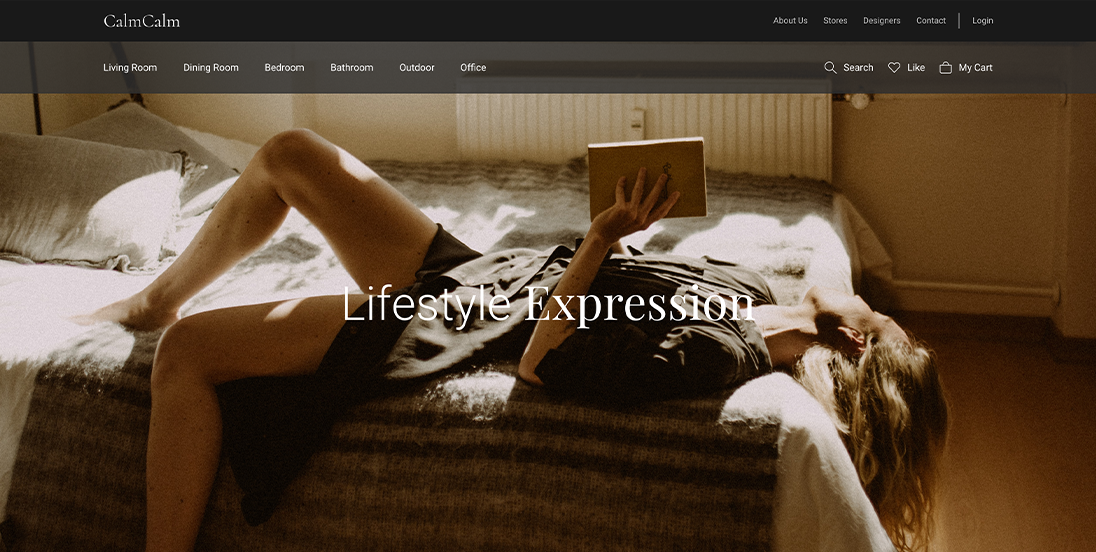 CalmCalm
About Us Stores Designers Contact Login
Living Room Dining Room Bedroom Bathroom Outdoor Office
Search Like My Cart
Lifestyle Expression